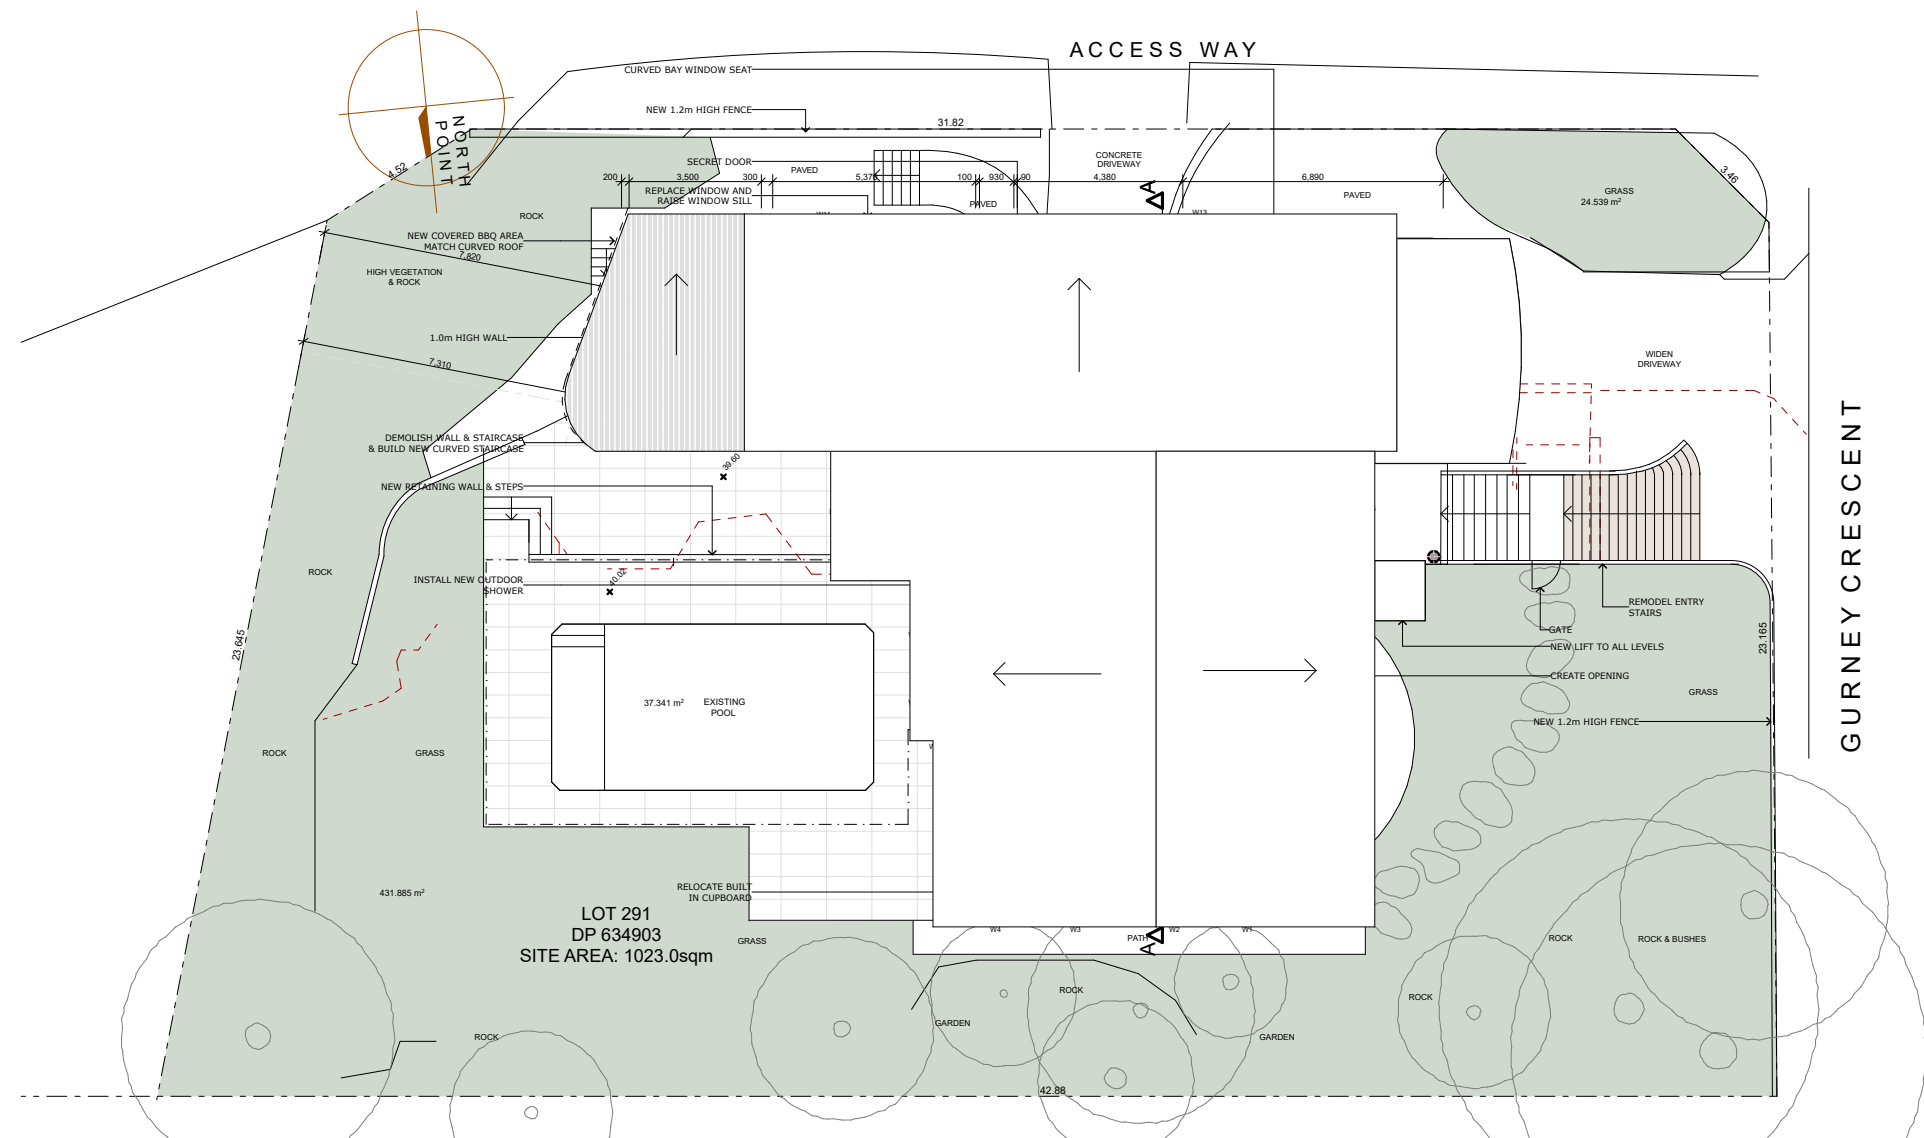 ACCESS WAY
CURVED BAY WINDOW SEAT
NEW 1.2m HIGH FENCE
31.82
NORTH
POINT
4.52
SECRET DOOR
PAVED
CONCRETE
DRIVEWAY
200
3,500
300
5,370
100
930
90
4,380
6,890
REPLACE WINDOW AND
RAISE WINDOW SILL
PAVED
PAVED
A
W13
GRASS
24.539 m²
3.46
ROCK
NEW COVERED BBQ AREA
MATCH CURVED ROOF
7,820
HIGH VEGETATION
& ROCK
1.0m HIGH WALL
7,310
WIDEN
DRIVEWAY
DEMOLISH WALL & STAIRCASE
& BUILD NEW CURVED STAIRCASE
39.60
NEW RETAINING WALL & STEPS
GURNEY CRESCENT
ROCK
INSTALL NEW OUTDOOR
SHOWER
40.02
REMODEL ENTRY
STAIRS
GATE
NEW LIFT TO ALL LEVELS
CREATE OPENING
23.165
23.645
GRASS
37.341 m²
EXISTING
POOL
NEW 1.2m HIGH FENCE
ROCK
GRASS
431.885 m²
RELOCATE BUILT
IN CUPBOARD
LOT 291
DP 634903
SITE AREA: 1023.0sqm
GRASS
W4
W3
PATH
A
W2
W1
ROCK
ROCK & BUSHES
ROCK
ROCK
GARDEN
GARDEN
ROCK
42.88